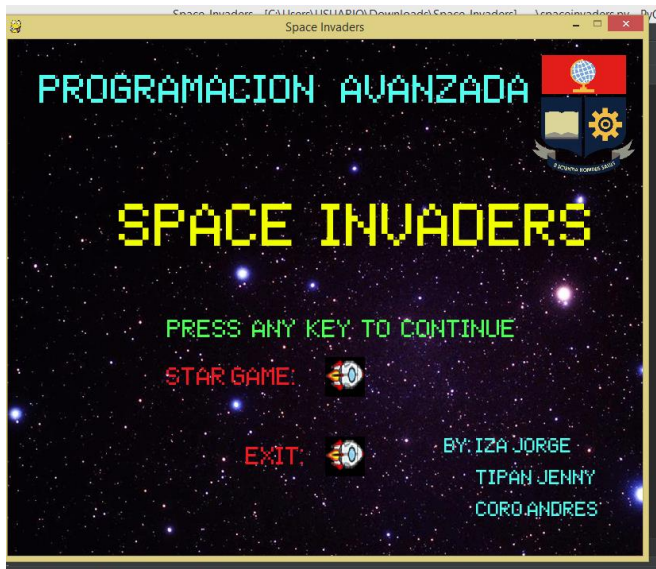 Space Invaders
PROGRAMACION AVANZADA
SPACE INVADERS
PRESS ANY KEY TO CONTINUE
STAR GAME:
EXIT:
BY: IZA JORGE
TIPAN JENNY
CORO ANDRES